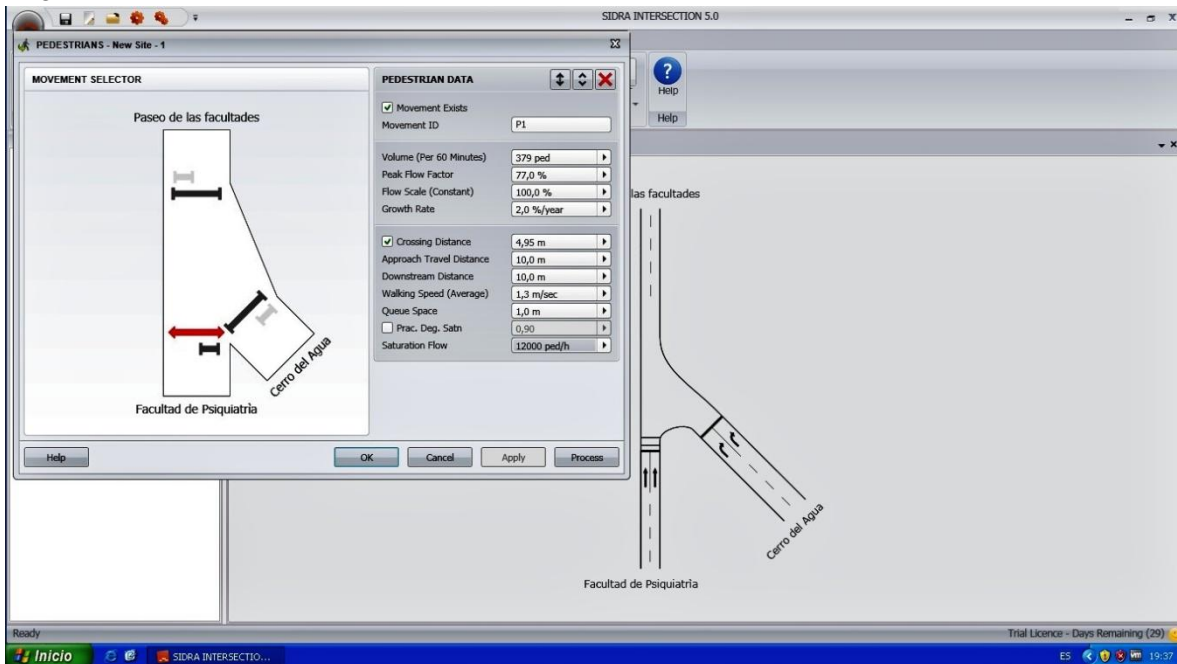 SIDRA INTERSECTION 5.0
PEDESTRIANS - New Site - 1
MOVEMENT SELECTOR
Paseo de las facultades
Cerro del Agua
Facultad de Psiquiatrìa
PEDESTRIAN DATA
Movement Exists
Movement ID P1
Volume (Per 60 Minutes) 379 ped
Peak Flow Factor 77,0 %
Flow Scale (Constant) 100,0 %
Growth Rate 2,0 %/year
Crossing Distance 4,95 m
Approach Travel Distance 10,0 m
Downstream Distance 10,0 m
Walking Speed (Average) 1,3 m/sec
Queue Space 1,0 m
Prac. Deg. Satn 0,90
Saturation Flow 12000 ped/h
Help OK Cancel Apply Process
? Help
Help
las facultades
Cerro del Agua
Facultad de Psiquiatrìa
Ready Trial Licence - Days Remaining (29)
Inicio SIDRA INTERSECTIO... ES 19:37